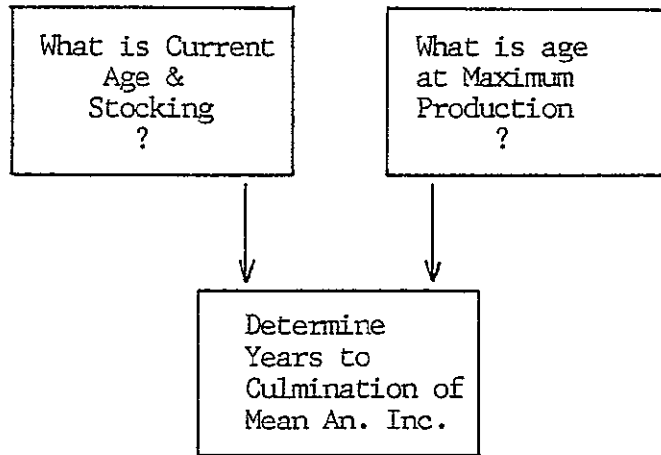 What is Current
Age &
Stocking
?
What is age
at Maximum
Production
?
Determine
Years to
Culmination of
Mean An. Inc.